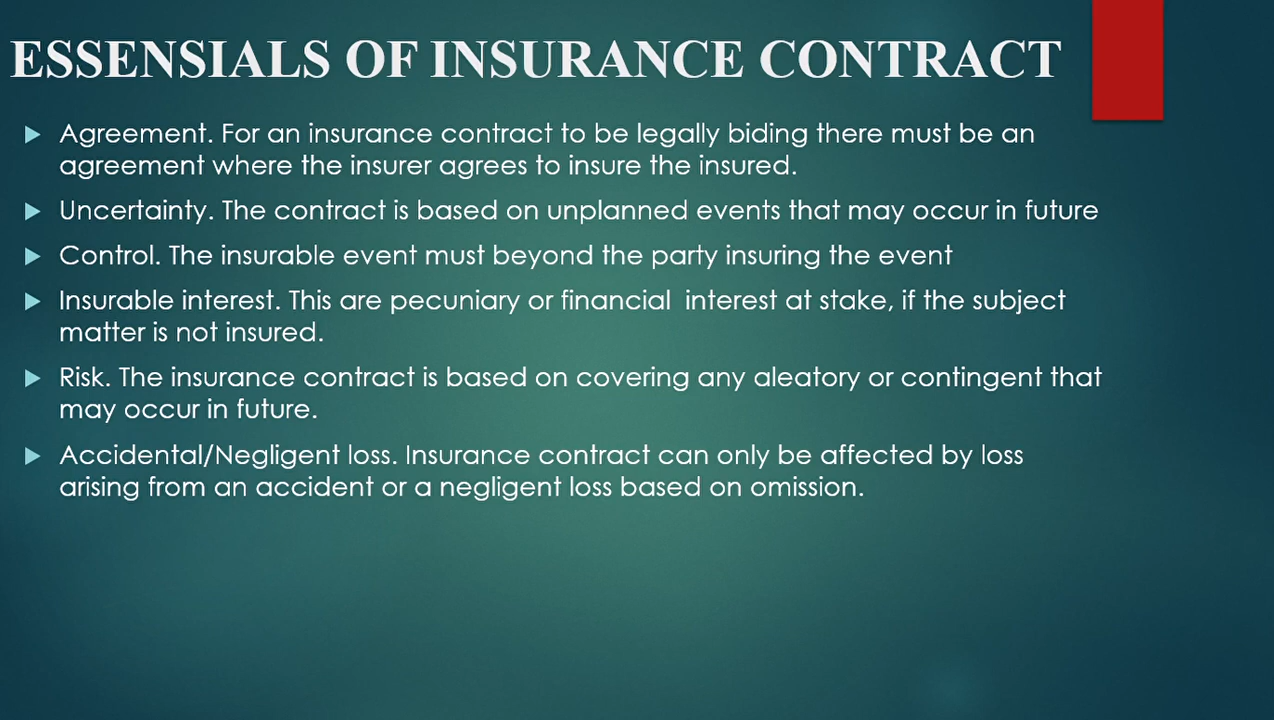 ESSENSIALS OF INSURANCE CONTRACT
Agreement. For an insurance contract to be legally biding there must be an
agreement where the insurer agrees to insure the insured.
Uncertainty. The contract is based on unplanned events that may occur in future
Control. The insurable event must beyond the party insuring the event
Insurable interest. This are pecuniary or financial  interest at stake, if the subject
matter is not insured.
Risk. The insurance contract is based on covering any aleatory or contingent that
may occur in future.
Accidental/Negligent loss. Insurance contract can only be affected by loss
arising from an accident or a negligent loss based on omission.